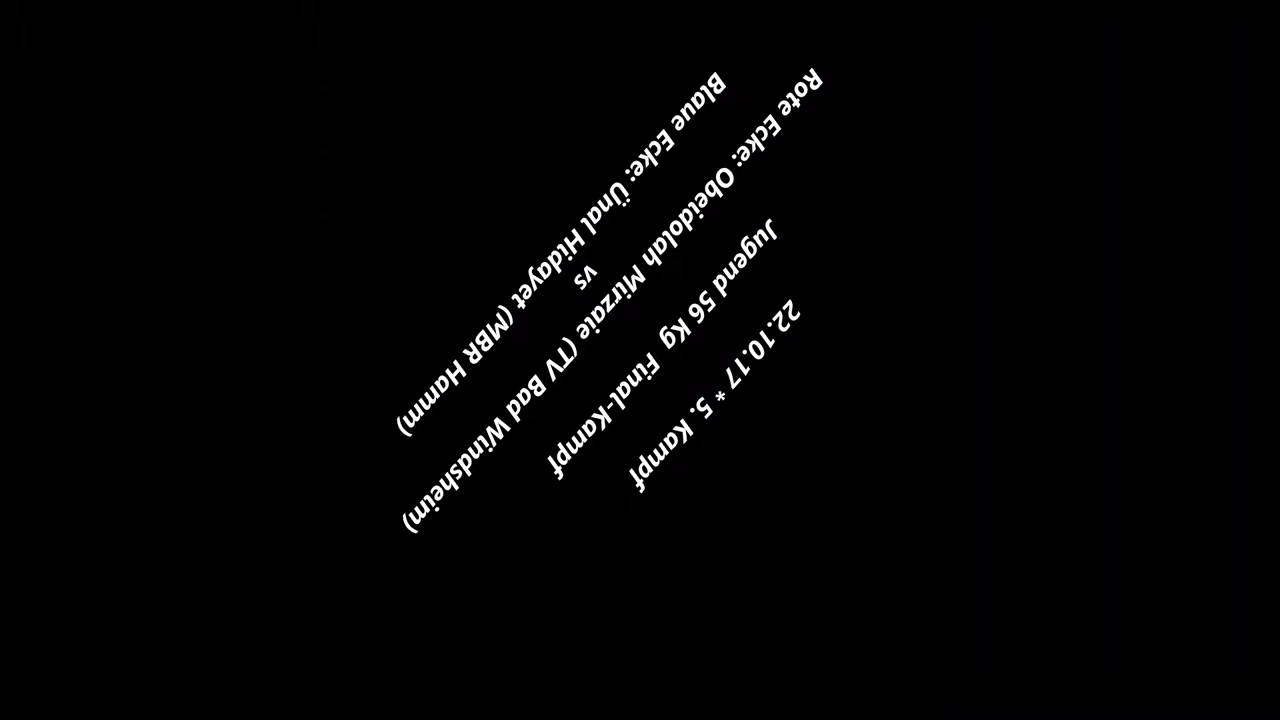 22.10.17 * 5. Kampf
Jugend 56 Kg Final-Kampf
Rote Ecke: Obeidolah Mirzaie (TV Bad Windsheim)
vs
Blaue Ecke: Ünal Hidayet (MBR Hamm)